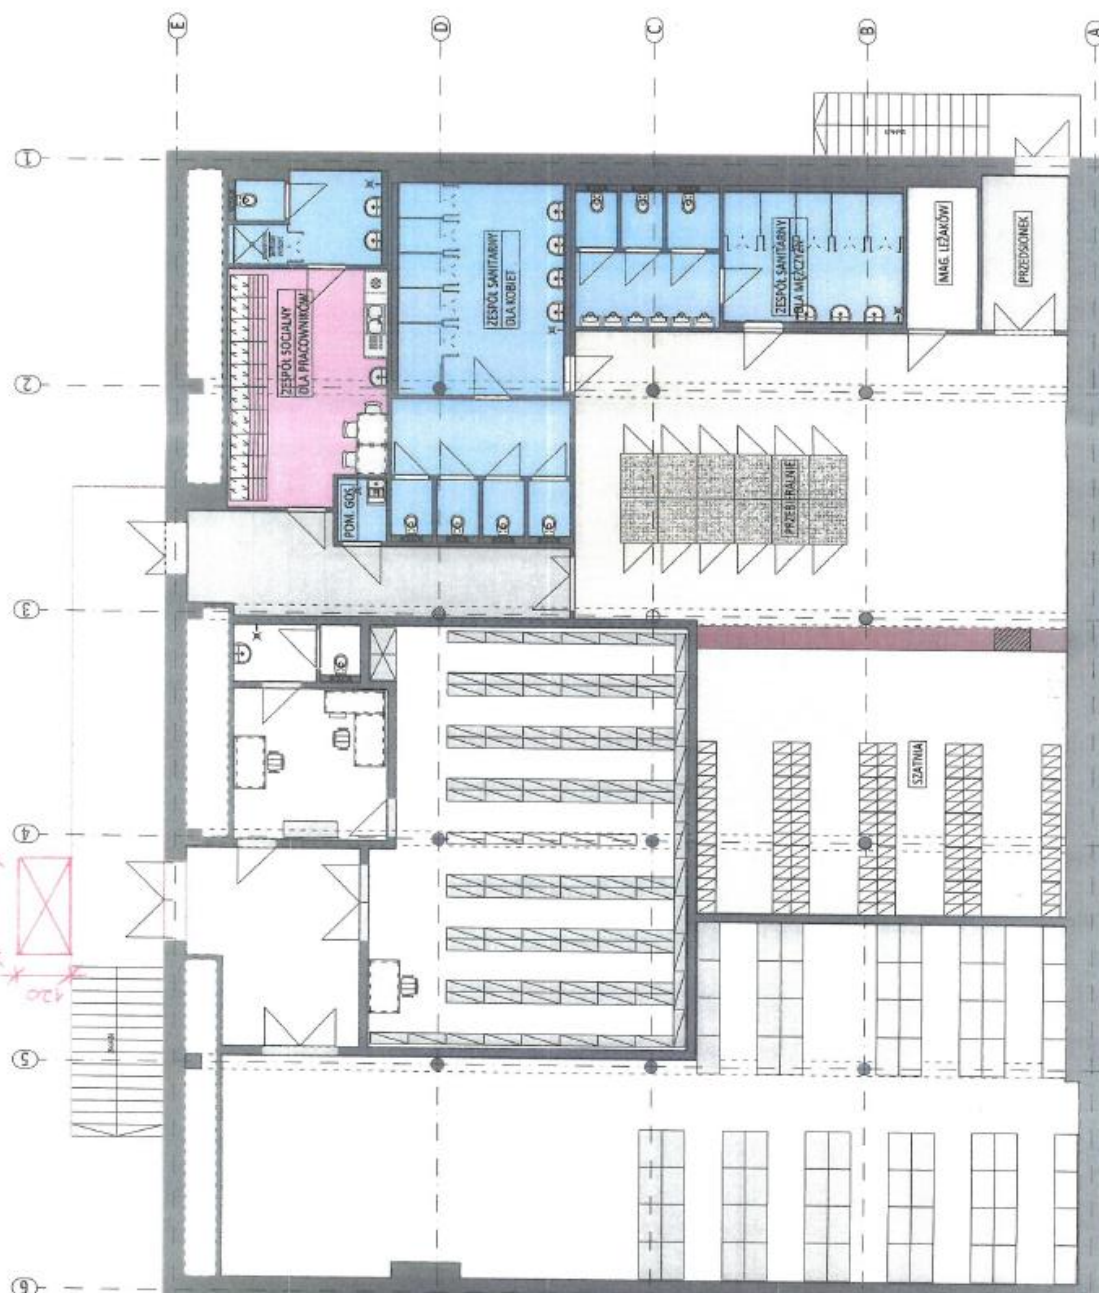 E
D
C
B
A
1
2
3
4
5
6
ZESPÓŁ SOCJALNY
DLA PRACOWNIKÓW
ZESPÓŁ SANITARNY
DLA KOBIET
ZESPÓŁ SANITARNY
DLA MĘŻCZYZN
MAG. LEŻAKÓW
PRZEDSIONEK
POM. GOS.
PRZEBIERALNIE
SZATNIA
120